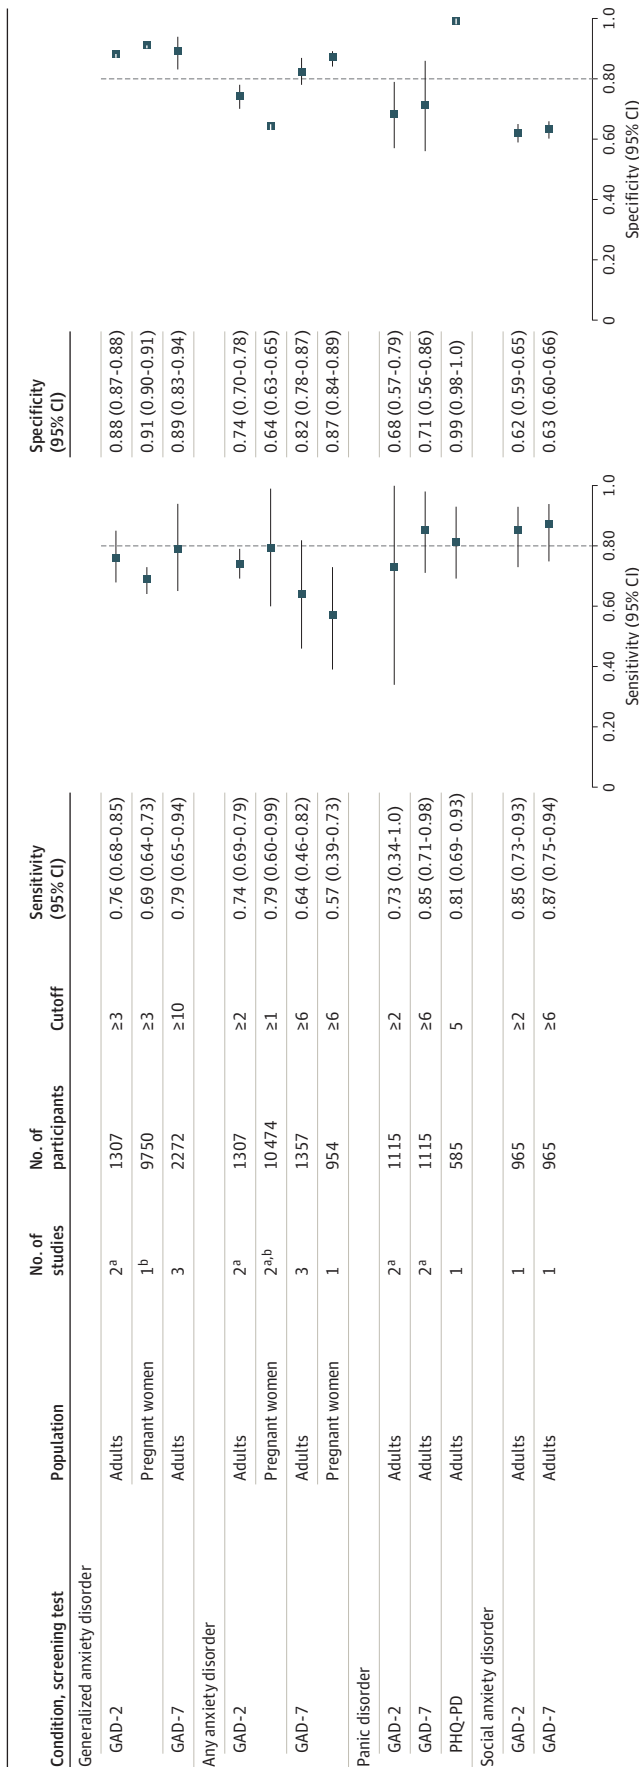 Condition, screening test Population No. of studies No. of participants Cutoff Sensitivity (95% CI) Specificity (95% CI)
Generalized anxiety disorder
GAD-2 Adults 2a 1307 ≥3 0.76 (0.68-0.85) 0.88 (0.87-0.88)
Pregnant women 1b 9750 ≥3 0.69 (0.64-0.73) 0.91 (0.90-0.91)
GAD-7 Adults 3 2272 ≥10 0.79 (0.65-0.94) 0.89 (0.83-0.94)
Any anxiety disorder
GAD-2 Adults 2a 1307 ≥2 0.74 (0.69-0.79) 0.74 (0.70-0.78)
Pregnant women 2a,b 10 474 ≥1 0.79 (0.60-0.99) 0.64 (0.63-0.65)
GAD-7 Adults 3 1357 ≥6 0.64 (0.46-0.82) 0.82 (0.78-0.87)
Pregnant women 1 954 ≥6 0.57 (0.39-0.73) 0.87 (0.84-0.89)
Panic disorder
GAD-2 Adults 2a 1115 ≥2 0.73 (0.34-1.0) 0.68 (0.57-0.79)
GAD-7 Adults 2a 1115 ≥6 0.85 (0.71-0.98) 0.71 (0.56-0.86)
PHQ-PD Adults 1 585 5 0.81 (0.69- 0.93) 0.99 (0.98-1.0)
Social anxiety disorder
GAD-2 Adults 1 965 ≥2 0.85 (0.73-0.93) 0.62 (0.59-0.65)
GAD-7 Adults 1 965 ≥6 0.87 (0.75-0.94) 0.63 (0.60-0.66)
0 0.20 0.40 0.60 0.80 1.0 0 0.20 0.40 0.60 0.80 1.0
Sensitivity (95% CI) Specificity (95% CI)